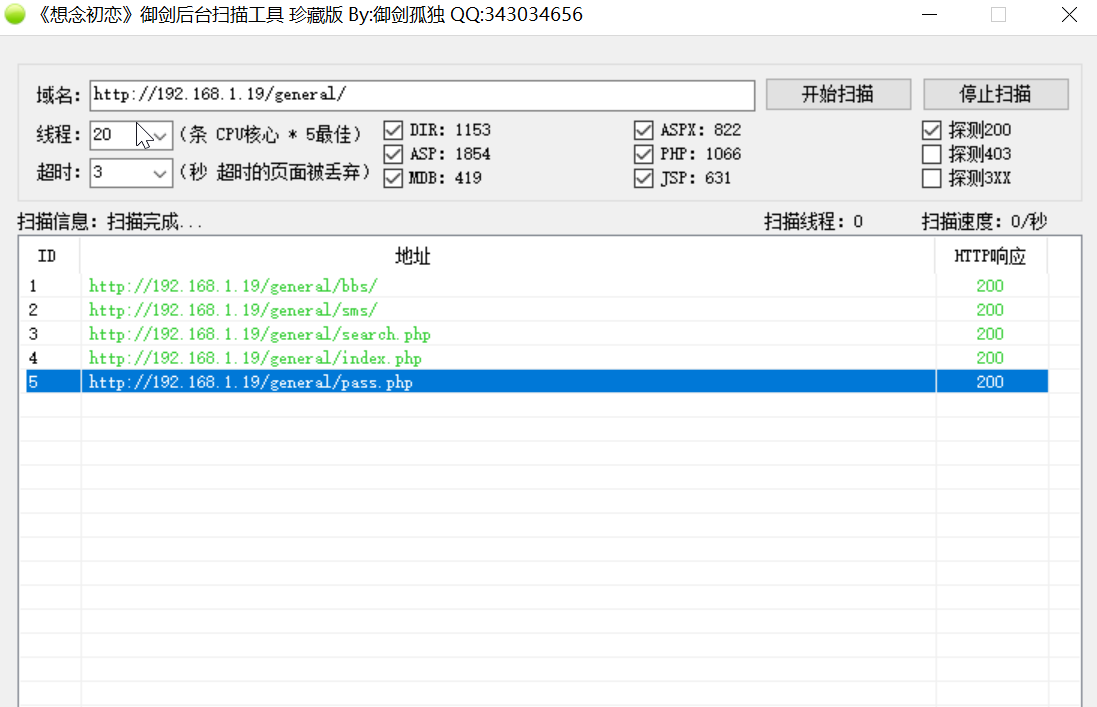 《想念初恋》御剑后台扫描工具 珍藏版 By:御剑孤独 QQ:343034656
域名: http://192.168.1.19/general/ 开始扫描 停止扫描
线程: 20 (条 CPU核心 * 5最佳) DIR: 1153 ASPX: 822 探测200
ASP: 1854 PHP: 1066 探测403
超时: 3 (秒 超时的页面被丢弃) MDB: 419 JSP: 631 探测3XX
扫描信息: 扫描完成... 扫描线程: 0 扫描速度: 0/秒
ID 地址 HTTP响应
1 http://192.168.1.19/general/bbs/ 200
2 http://192.168.1.19/general/sms/ 200
3 http://192.168.1.19/general/search.php 200
4 http://192.168.1.19/general/index.php 200
5 http://192.168.1.19/general/pass.php 200